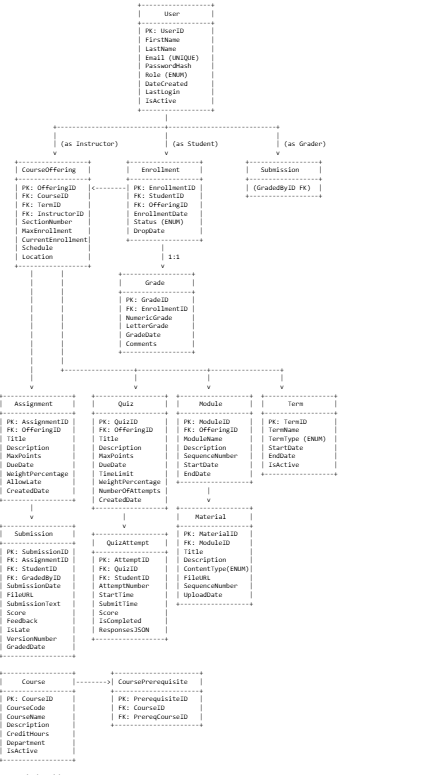 User
PK: UserID
FirstName
LastName
Email (UNIQUE)
PasswordHash
Role (ENUM)
DateCreated
LastLogin
IsActive
(as Instructor)
(as Student)
(as Grader)
CourseOffering
PK: OfferingID
FK: CourseID
FK: TermID
FK: InstructorID
SectionNumber
MaxEnrollment
CurrentEnrollment
Schedule
Location
Enrollment
PK: EnrollmentID
FK: StudentID
FK: OfferingID
EnrollmentDate
Status (ENUM)
DropDate
Submission
(GradedByID FK)
1:1
Grade
PK: GradeID
FK: EnrollmentID
NumericGrade
LetterGrade
GradeDate
Comments
Assignment
PK: AssignmentID
FK: OfferingID
Title
Description
MaxPoints
DueDate
WeightPercentage
AllowLate
CreatedDate
Quiz
PK: QuizID
FK: OfferingID
Title
Description
MaxPoints
DueDate
TimeLimit
WeightPercentage
NumberOfAttempts
CreatedDate
Module
PK: ModuleID
FK: OfferingID
ModuleName
Description
SequenceNumber
StartDate
EndDate
Term
PK: TermID
TermName
TermType (ENUM)
StartDate
EndDate
IsActive
Submission
PK: SubmissionID
FK: AssignmentID
FK: StudentID
FK: GradedByID
SubmissionDate
FileURL
SubmissionText
Score
Feedback
IsLate
VersionNumber
GradedDate
QuizAttempt
PK: AttemptID
FK: QuizID
FK: StudentID
AttemptNumber
StartTime
SubmitTime
Score
IsCompleted
ResponsesJSON
Material
PK: MaterialID
FK: ModuleID
Title
Description
ContentType(ENUM)
FileURL
SequenceNumber
UploadDate
Course
PK: CourseID
CourseCode
CourseName
Description
CreditHours
Department
IsActive
CoursePrerequisite
PK: PrerequisiteID
FK: CourseID
FK: PrereqCourseID